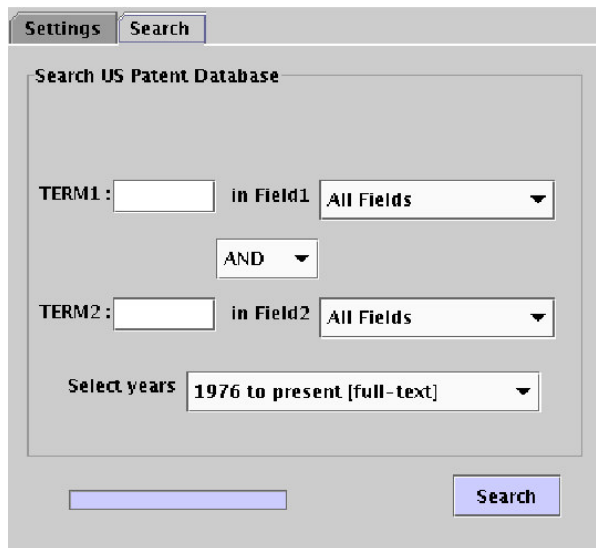 Settings Search
Search US Patent Database
TERM1 : in Field1 All Fields
AND
TERM2 : in Field2 All Fields
Select years 1976 to present [full-text]
Search